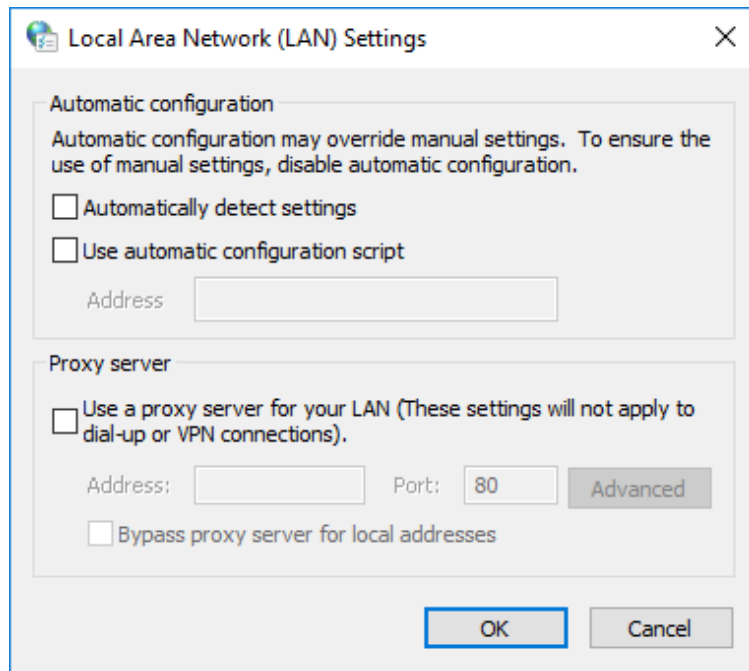 Local Area Network (LAN) Settings
Automatic configuration
Automatic configuration may override manual settings.  To ensure the
use of manual settings, disable automatic configuration.
Automatically detect settings
Use automatic configuration script
Address
Proxy server
Use a proxy server for your LAN (These settings will not apply to
dial-up or VPN connections).
Address: Port: 80 Advanced
Bypass proxy server for local addresses
OK Cancel